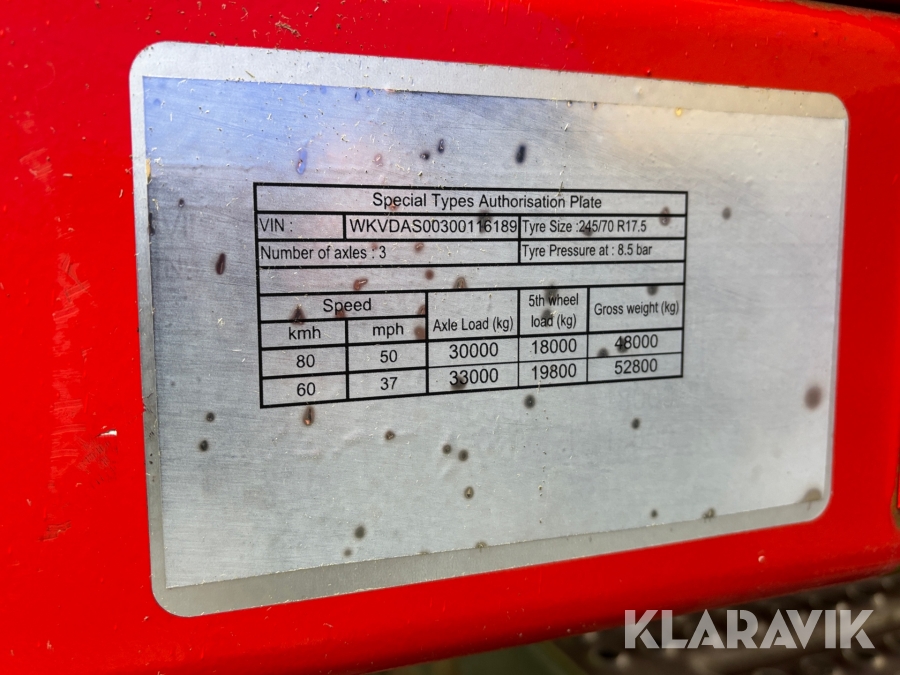 Special Types Authorisation Plate
VIN : WKVDAS00300116189 Tyre Size :245/70 R17.5
Number of axles : 3 Tyre Pressure at : 8.5 bar
Speed Axle Load (kg) 5th wheel load (kg) Gross weight (kg)
kmh mph
80 50 30000 18000 48000
60 37 33000 19800 52800
KLARAVIK